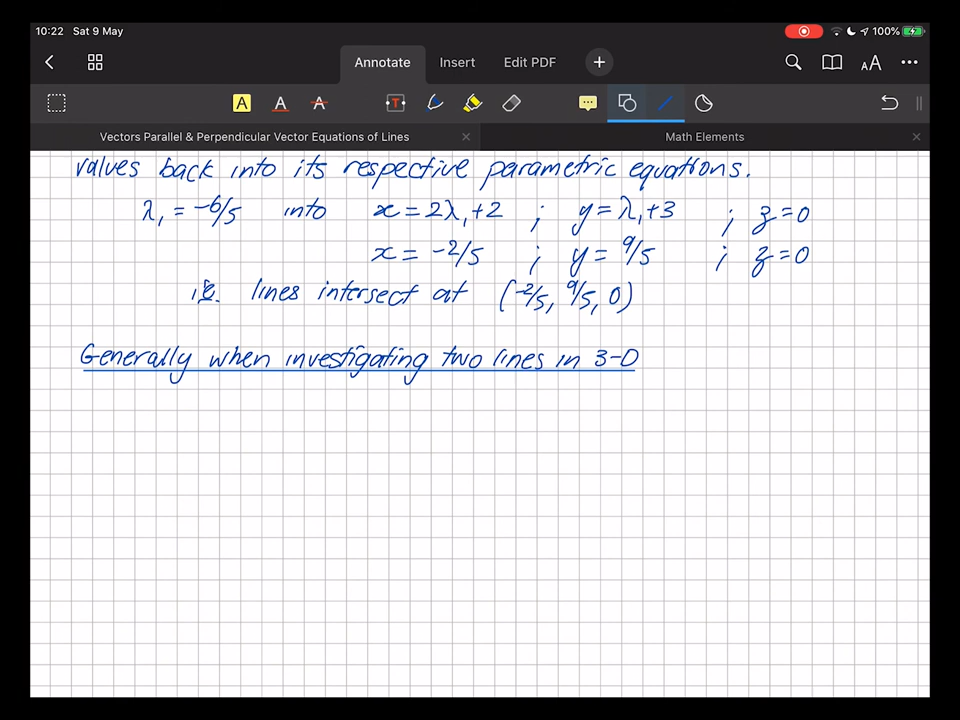 10:22 Sat 9 May 100%
Annotate Insert Edit PDF
Vectors Parallel & Perpendicular Vector Equations of Lines Math Elements
values back into its respective parametric equations.
λ₁ = -6/5 into x = 2λ₁+2 ; y = λ₁+3 ; z = 0
x = -2/5 ; y = 9/5 ; z = 0
i.e. lines intersect at (-2/5, 9/5, 0)
Generally when investigating two lines in 3-D